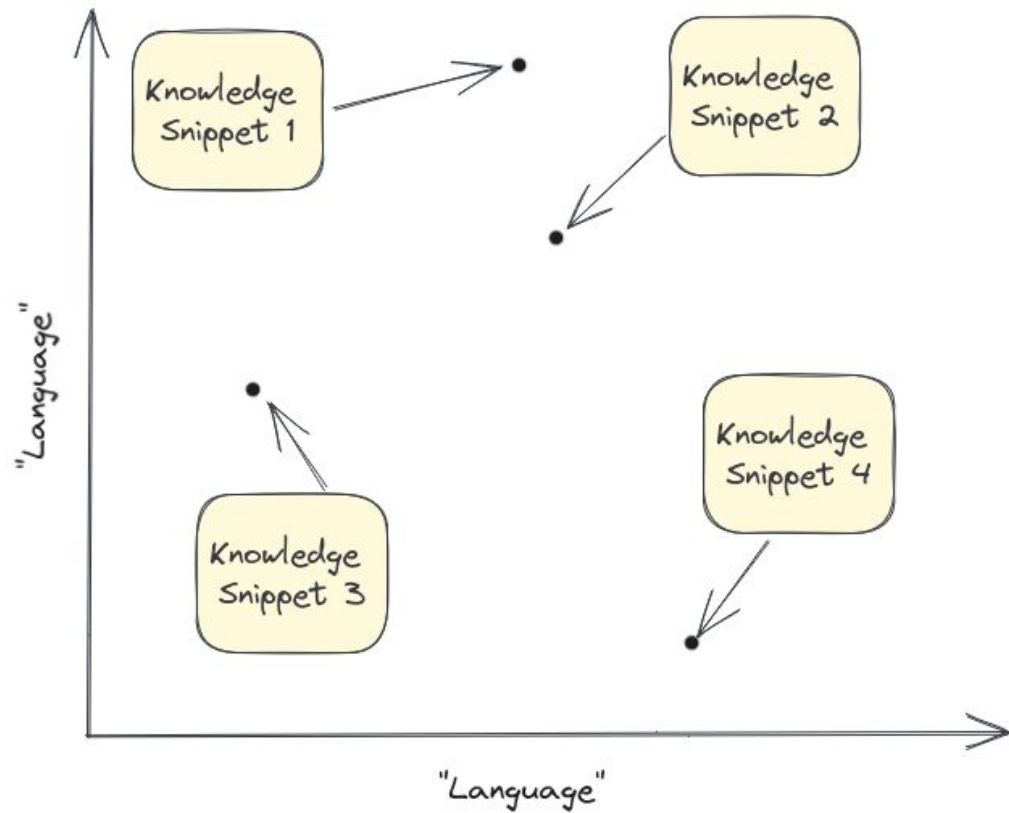 Knowledge
Snippet 1
Knowledge
Snippet 2
"Language"
Knowledge
Snippet 3
Knowledge
Snippet 4
"Language"